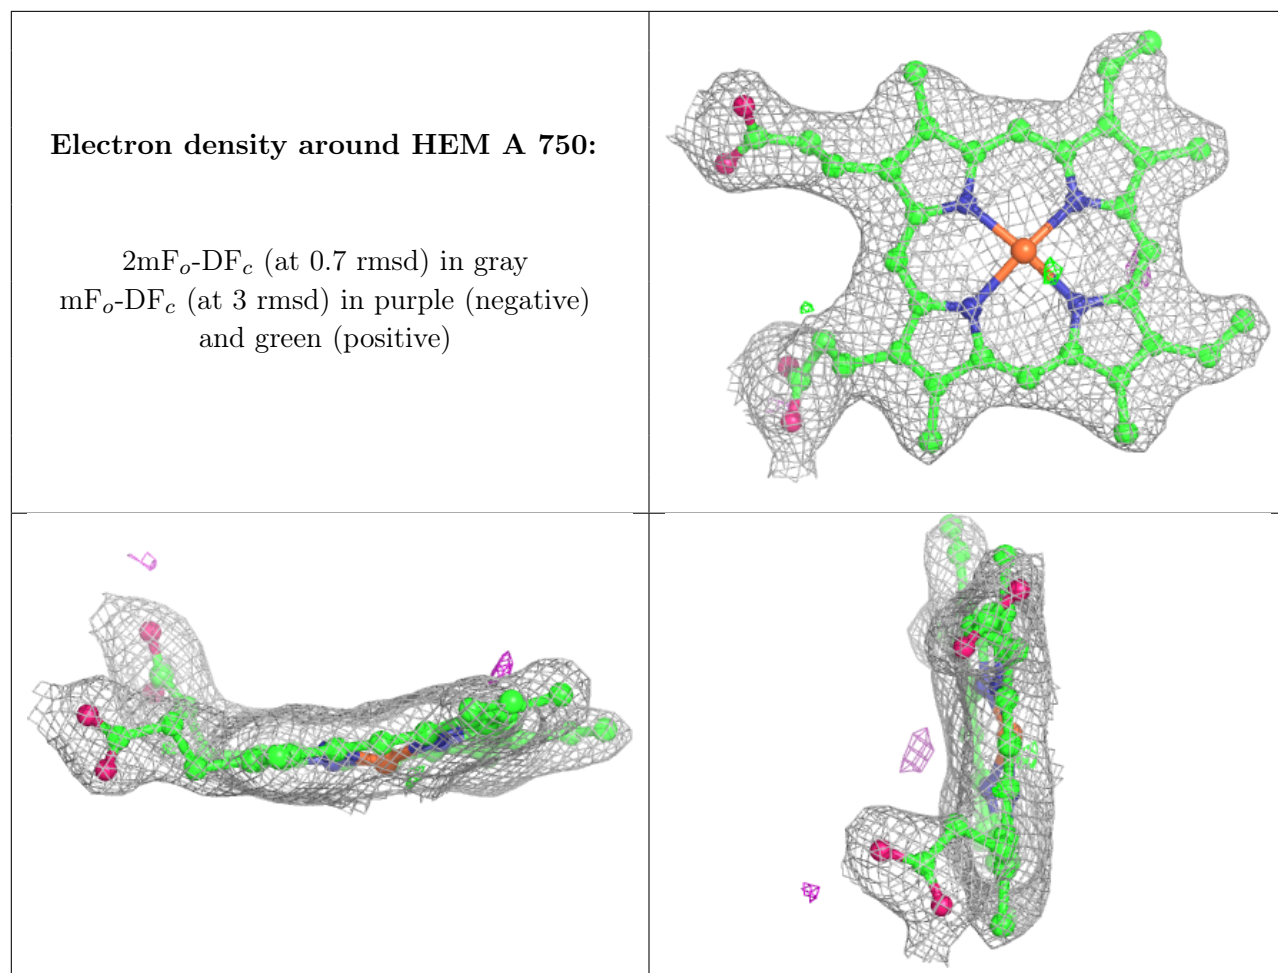 Electron density around HEM A 750:
2mFₒ-DF𝒸 (at 0.7 rmsd) in gray
mFₒ-DF𝒸 (at 3 rmsd) in purple (negative)
and green (positive)